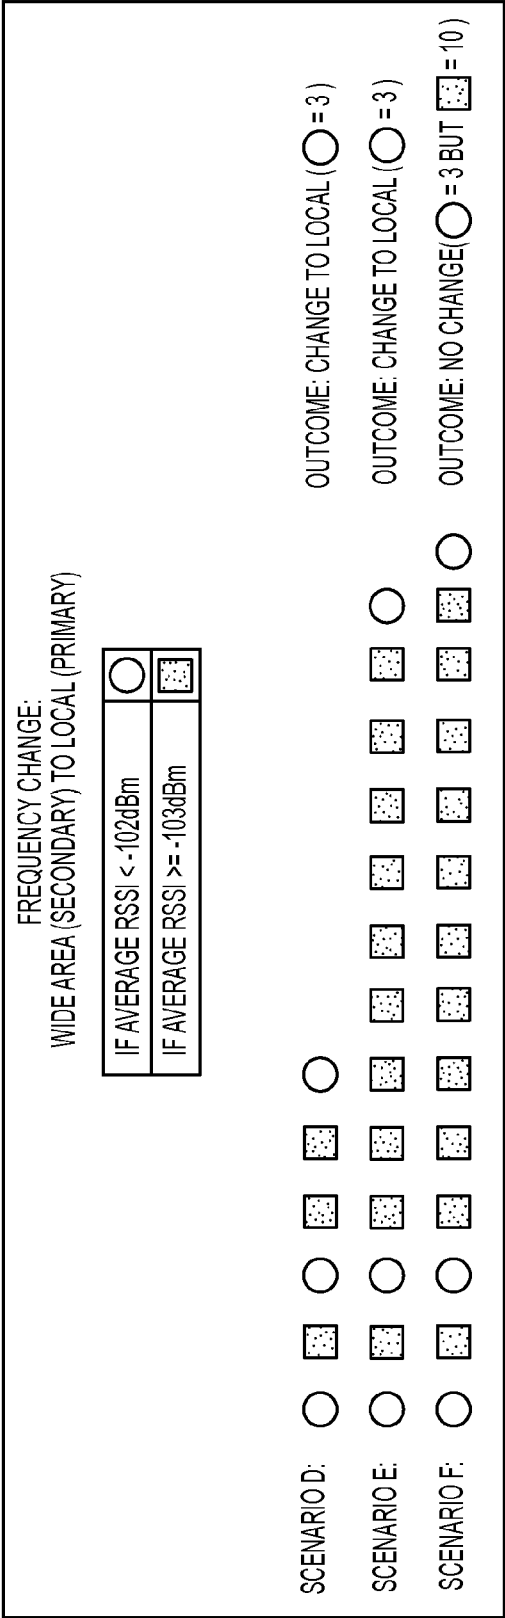 FREQUENCY CHANGE:
WIDE AREA (SECONDARY) TO LOCAL (PRIMARY)
IF AVERAGE RSSI < -102dBm
IF AVERAGE RSSI >= -103dBm
SCENARIO D: OUTCOME: CHANGE TO LOCAL ( = 3 )
SCENARIO E: OUTCOME: CHANGE TO LOCAL ( = 3 )
SCENARIO F: OUTCOME: NO CHANGE( = 3 BUT = 10 )